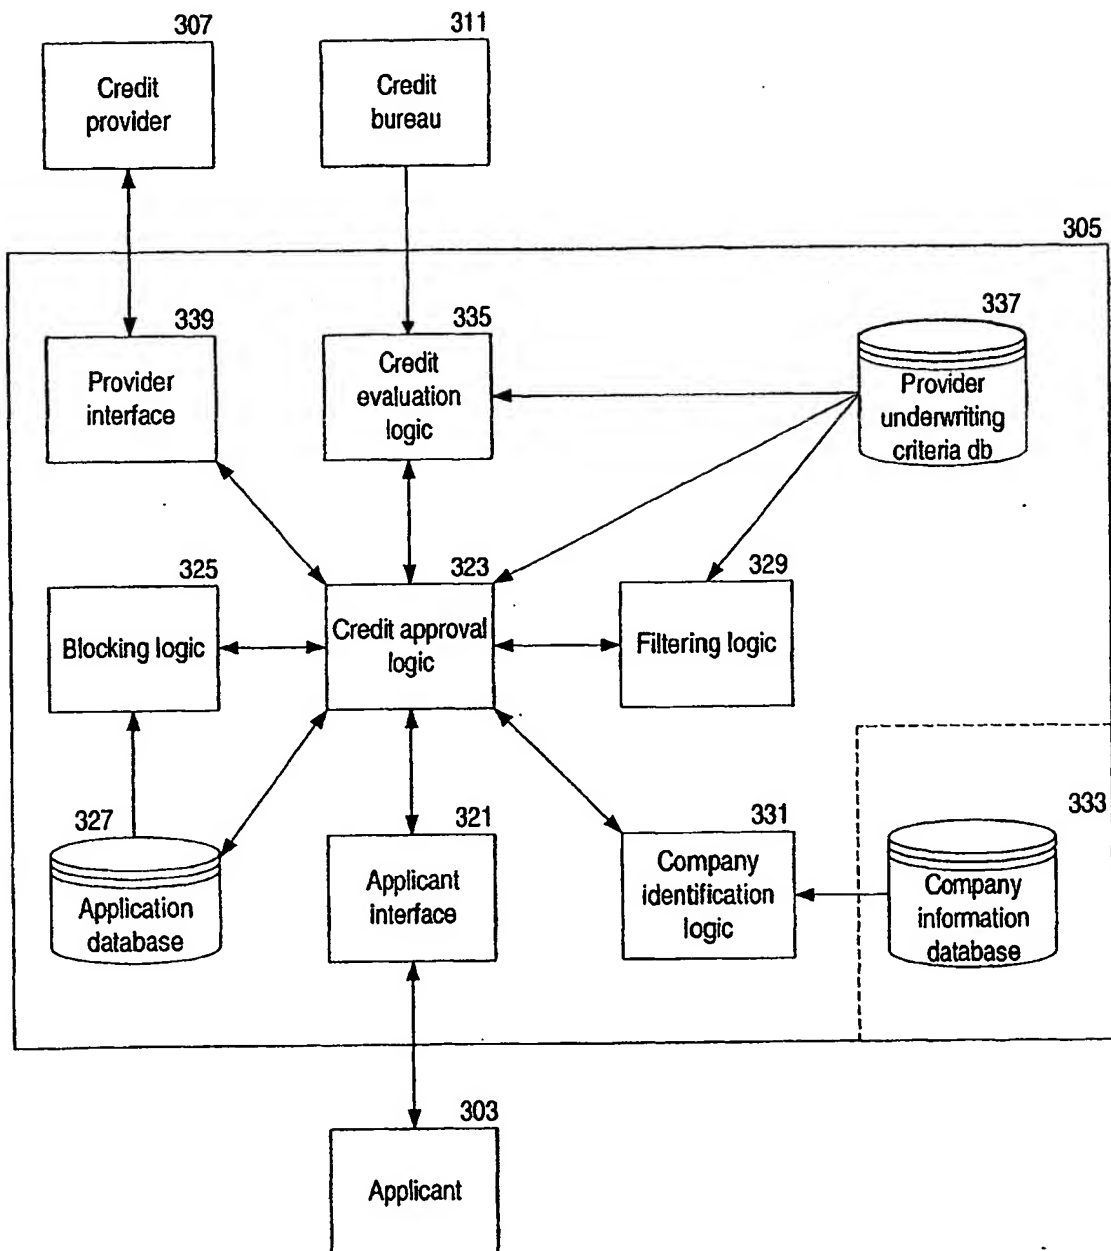 307
Credit
provider
311
Credit
bureau
305
339
Provider
interface
335
Credit
evaluation
logic
337
Provider
underwriting
criteria db
325
Blocking logic
323
Credit approval
logic
329
Filtering logic
327
Application
database
321
Applicant
interface
331
Company
identification
logic
333
Company
information
database
303
Applicant